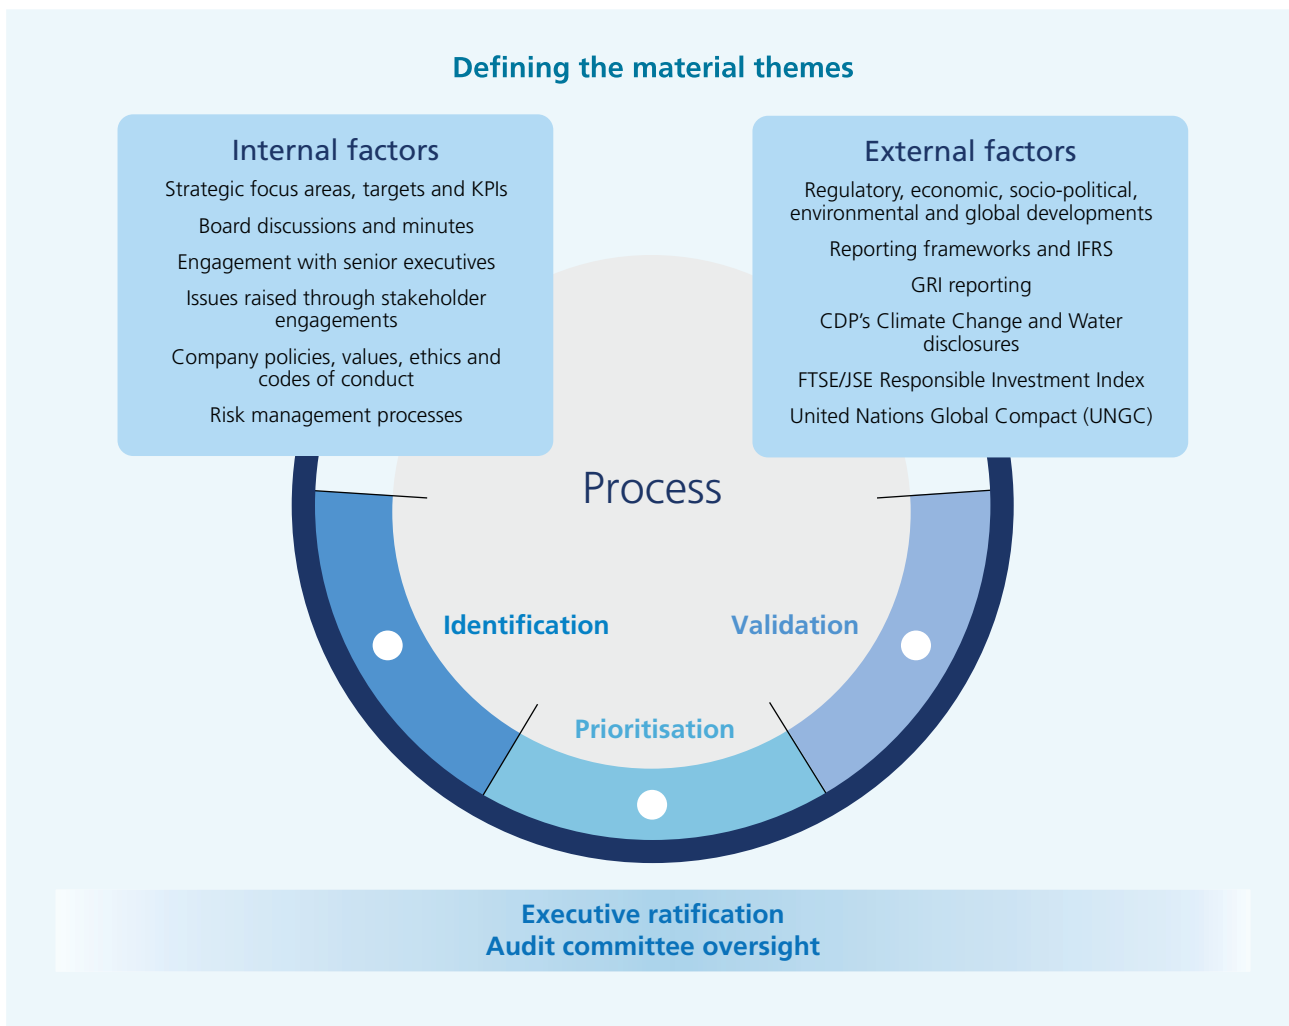 Defining the material themes
Internal factors
Strategic focus areas, targets and KPIs
Board discussions and minutes
Engagement with senior executives
Issues raised through stakeholder
engagements
Company policies, values, ethics and
codes of conduct
Risk management processes
External factors
Regulatory, economic, socio-political,
environmental and global developments
Reporting frameworks and IFRS
GRI reporting
CDP's Climate Change and Water
disclosures
FTSE/JSE Responsible Investment Index
United Nations Global Compact (UNGC)
Process
Identification
Validation
Prioritisation
Executive ratification
Audit committee oversight